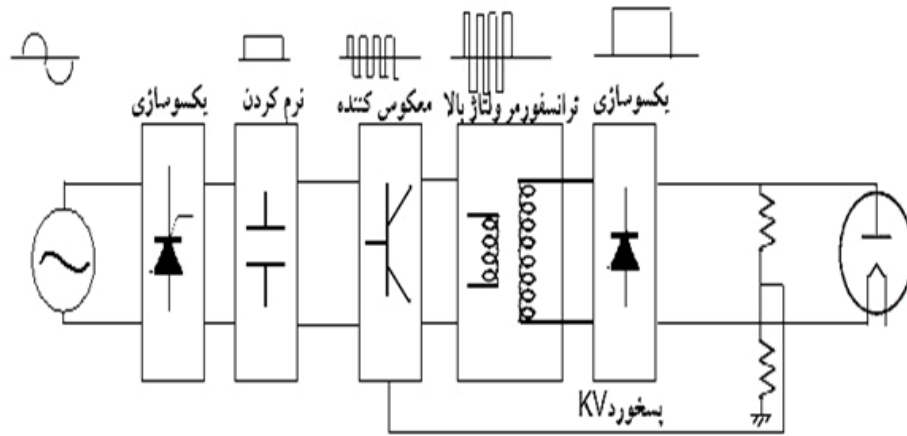 یکسوسازی
نرم کردن
معکوس کننده
ترانسفورمر ولتاژ بالا
یکسوسازی
پسخورد KV